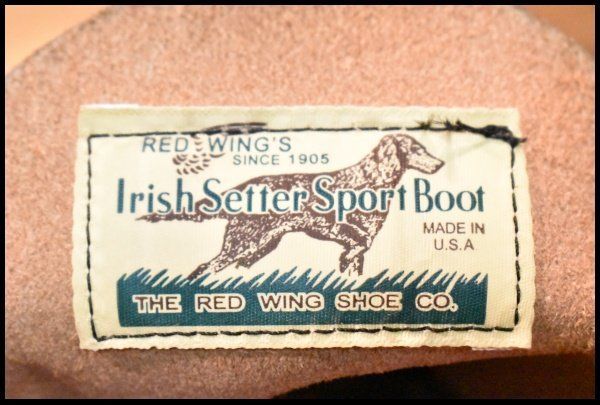 RED WING'S
SINCE 1905
Irish Setter Sport Boot
MADE IN
U.S.A
THE RED WING SHOE CO.